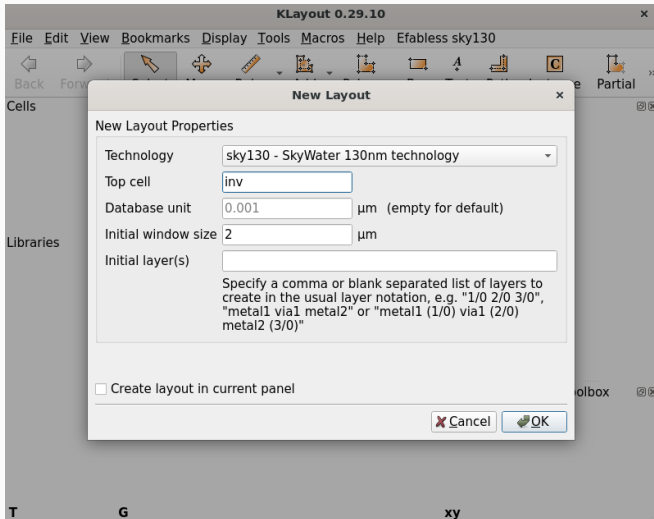 KLayout 0.29.10
File Edit View Bookmarks Display Tools Macros Help Efabless sky130
Back Partial
Cells
New Layout
New Layout Properties
Technology sky130 - SkyWater 130nm technology
Top cell inv
Database unit 0.001 µm (empty for default)
Initial window size 2 µm
Libraries
Initial layer(s)
Specify a comma or blank separated list of layers to
create in the usual layer notation, e.g. "1/0 2/0 3/0",
"metal1 via1 metal2" or "metal1 (1/0) via1 (2/0)
metal2 (3/0)"
Create layout in current panel
Cancel OK
T G xy